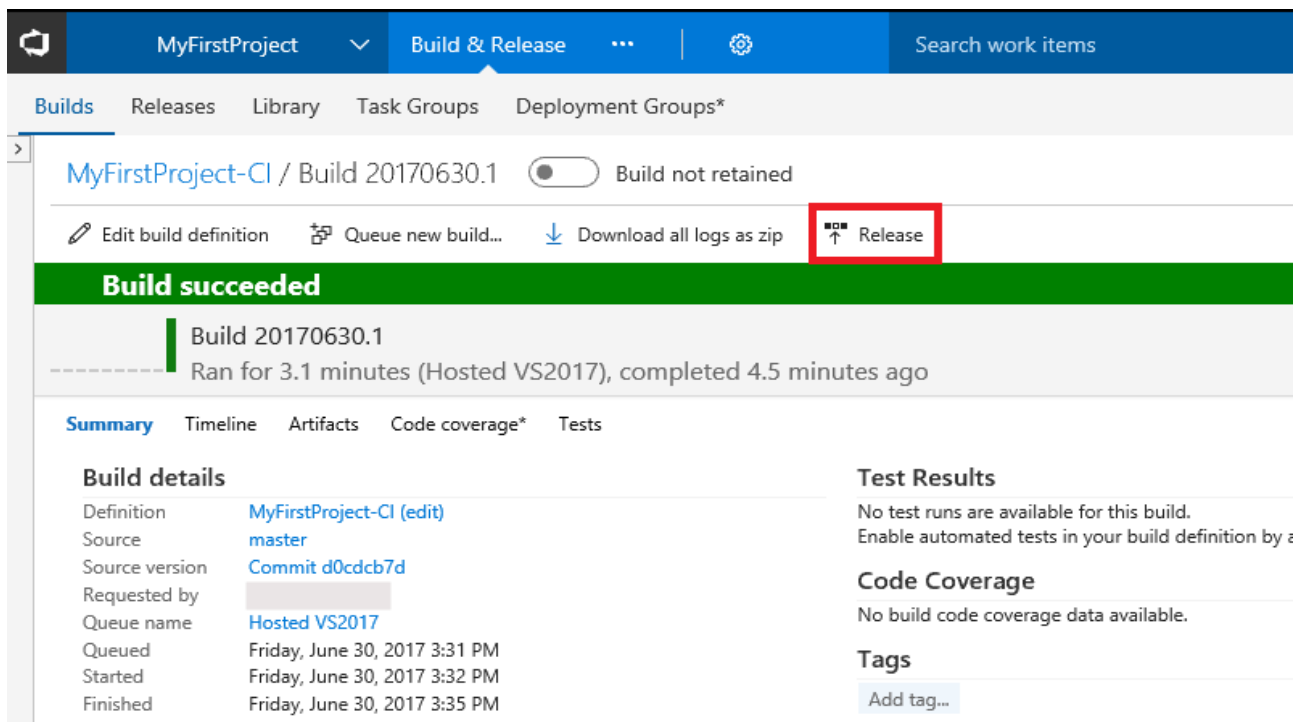 MyFirstProject Build & Release ... Search work items
Builds Releases Library Task Groups Deployment Groups*
MyFirstProject-CI / Build 20170630.1 Build not retained
Edit build definition Queue new build... Download all logs as zip Release
Build succeeded
Build 20170630.1
Ran for 3.1 minutes (Hosted VS2017), completed 4.5 minutes ago
Summary Timeline Artifacts Code coverage* Tests
Build details
Definition MyFirstProject-CI (edit)
Source master
Source version Commit d0cdcb7d
Requested by
Queue name Hosted VS2017
Queued Friday, June 30, 2017 3:31 PM
Started Friday, June 30, 2017 3:32 PM
Finished Friday, June 30, 2017 3:35 PM
Test Results
No test runs are available for this build.
Enable automated tests in your build definition by
Code Coverage
No build code coverage data available.
Tags
Add tag...